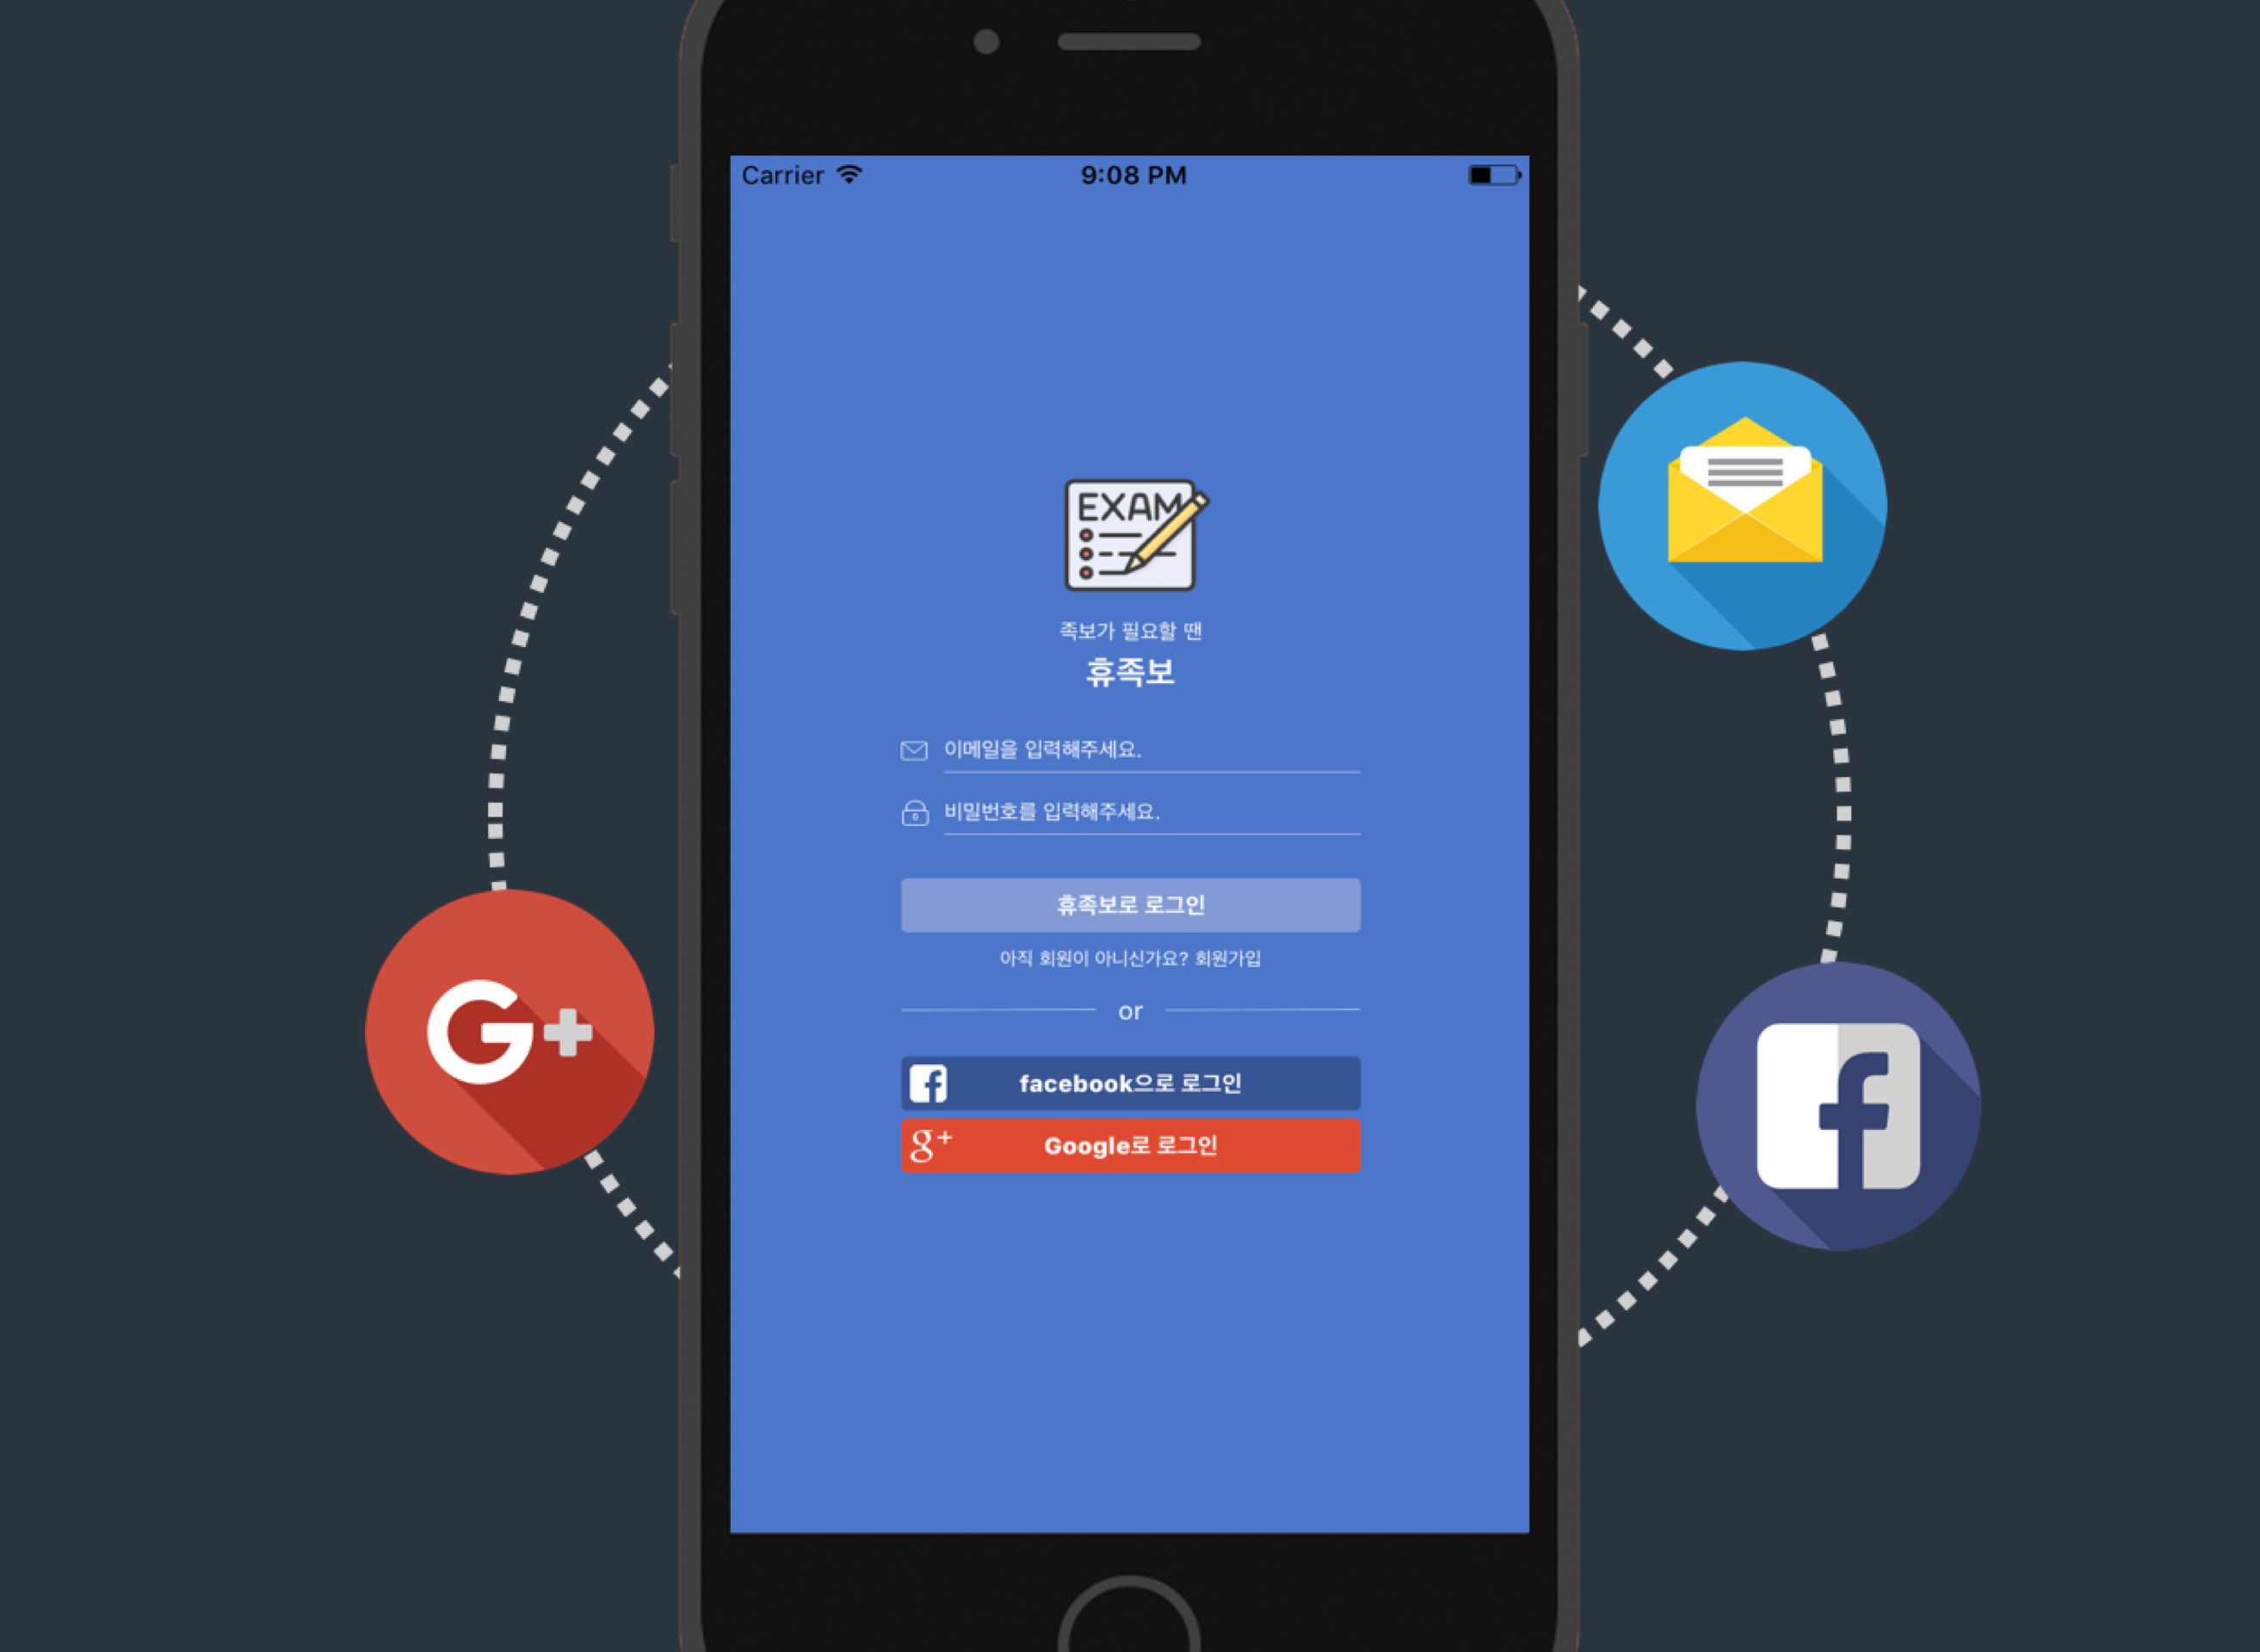 Carrier 9:08 PM
EXAM
족보가 필요할 땐
휴족보
이메일을 입력해주세요.
비밀번호를 입력해주세요.
휴족보로 로그인
아직 회원이 아니신가요? 회원가입
or
f facebook으로 로그인
g+ Google로 로그인
G+
f